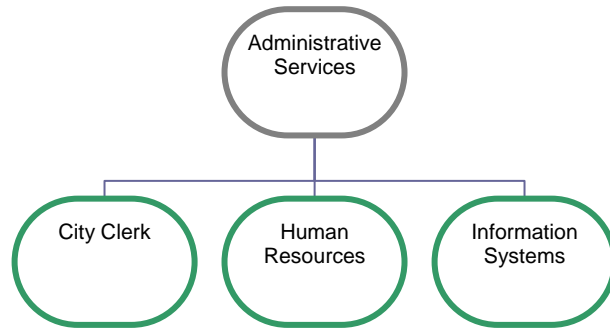 Administrative
Services
City Clerk
Human
Resources
Information
Systems